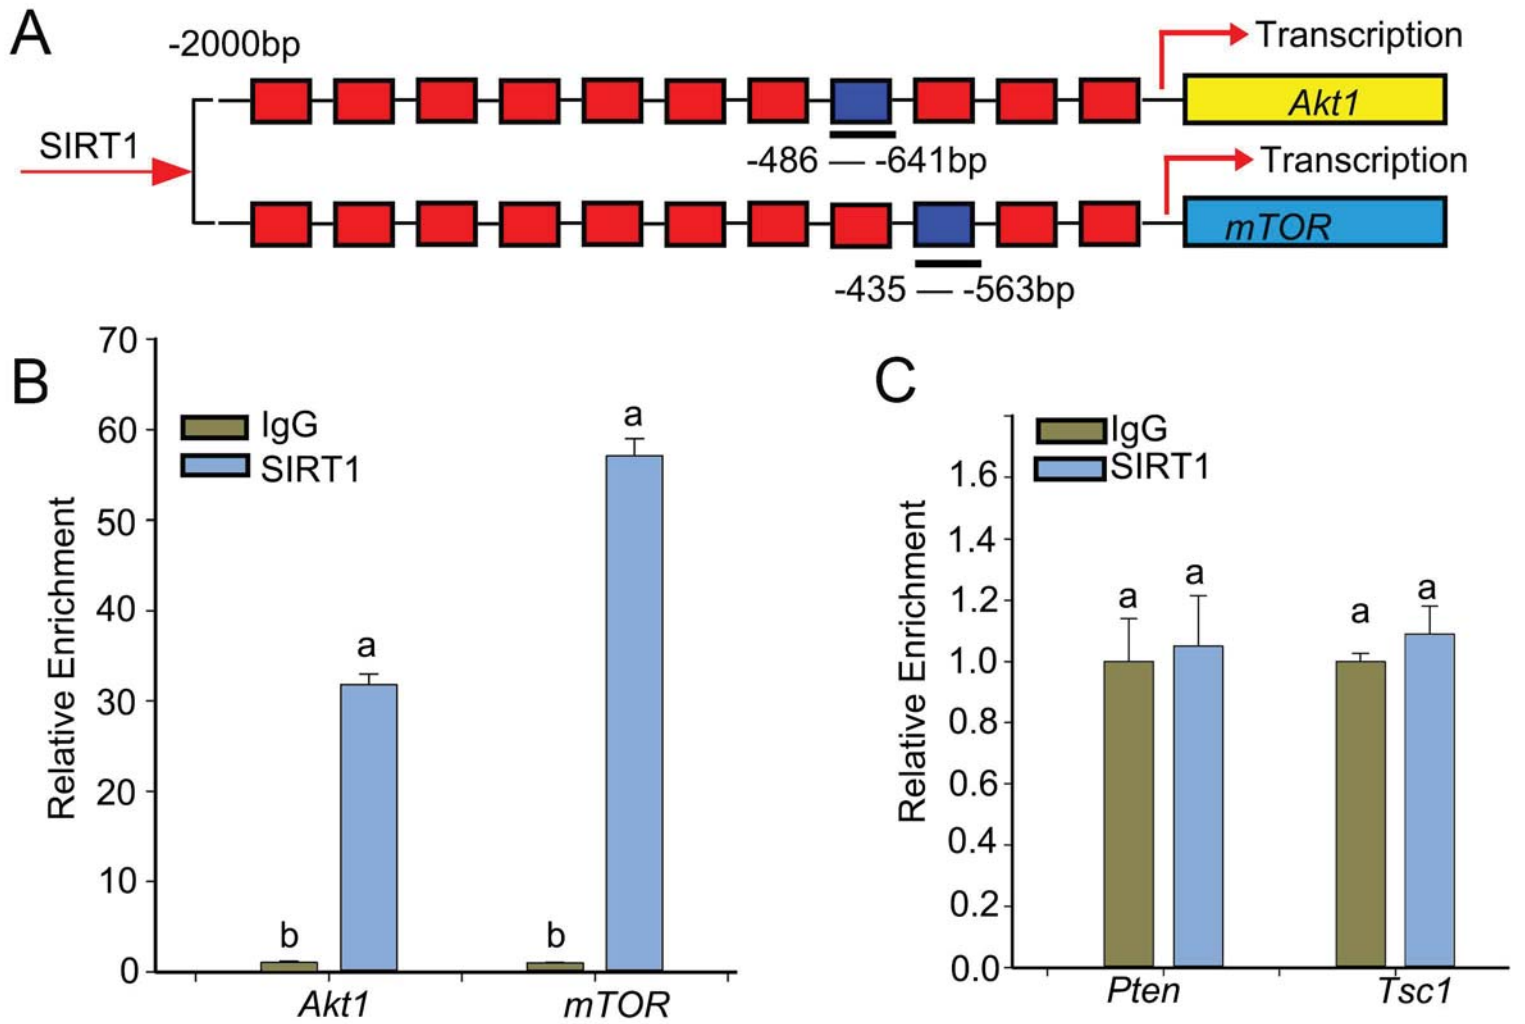 A
-2000bp
Transcription
Akt1
SIRT1
-486 — -641bp
Transcription
mTOR
-435 — -563bp
B
70
60
50
40
30
20
10
0
Relative Enrichment
IgG
SIRT1
a
a
b
b
Akt1
mTOR
C
1.6
1.4
1.2
1.0
0.8
0.6
0.4
0.2
0.0
Relative Enrichment
IgG
SIRT1
a
a
a
a
Pten
Tsc1